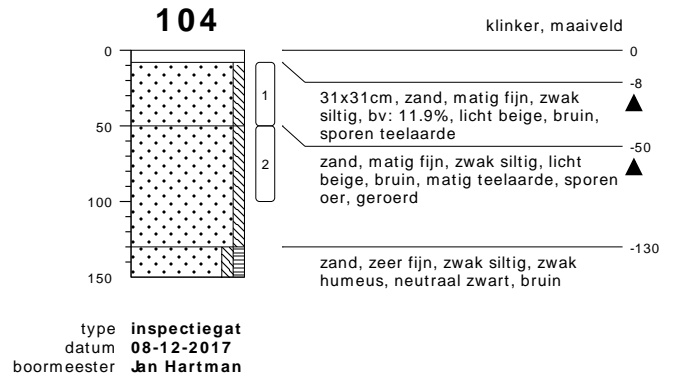 104
klinker, maaiveld
0
0
-8
31x31cm, zand, matig fijn, zwak
siltig, bv: 11.9%, licht beige, bruin,
sporen teelaarde
1
50
-50
zand, matig fijn, zwak siltig, licht
beige, bruin, matig teelaarde, sporen
oer, geroerd
2
100
-130
zand, zeer fijn, zwak siltig, zwak
humeus, neutraal zwart, bruin
150
type inspectiegat
datum 08-12-2017
boormeester Jan Hartman